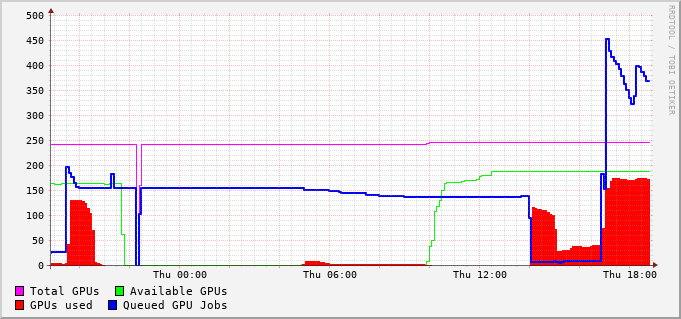 500
450
400
350
300
250
200
150
100
50
0
Thu 00:00 Thu 06:00 Thu 12:00 Thu 18:00
Total GPUs Available GPUs
GPUs used Queued GPU Jobs
RRDTOOL / TOBI OETIKER